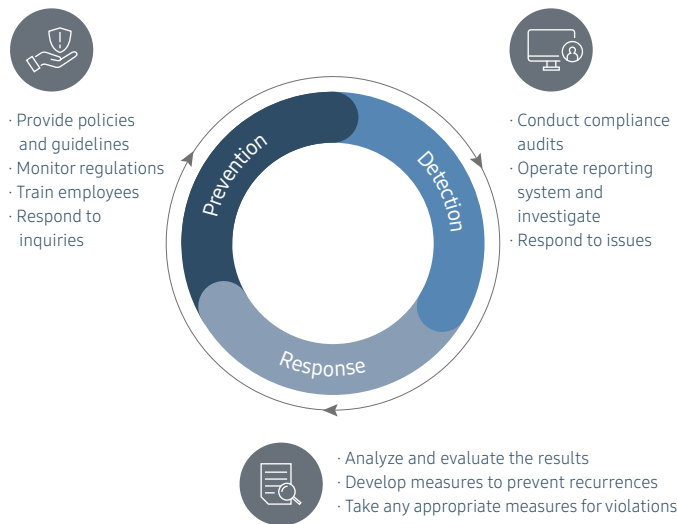 Prevention
· Provide policies
and guidelines
· Monitor regulations
· Train employees
· Respond to
inquiries
Detection
· Conduct compliance
audits
· Operate reporting
system and
investigate
· Respond to issues
Response
· Analyze and evaluate the results
· Develop measures to prevent recurrences
· Take any appropriate measures for violations